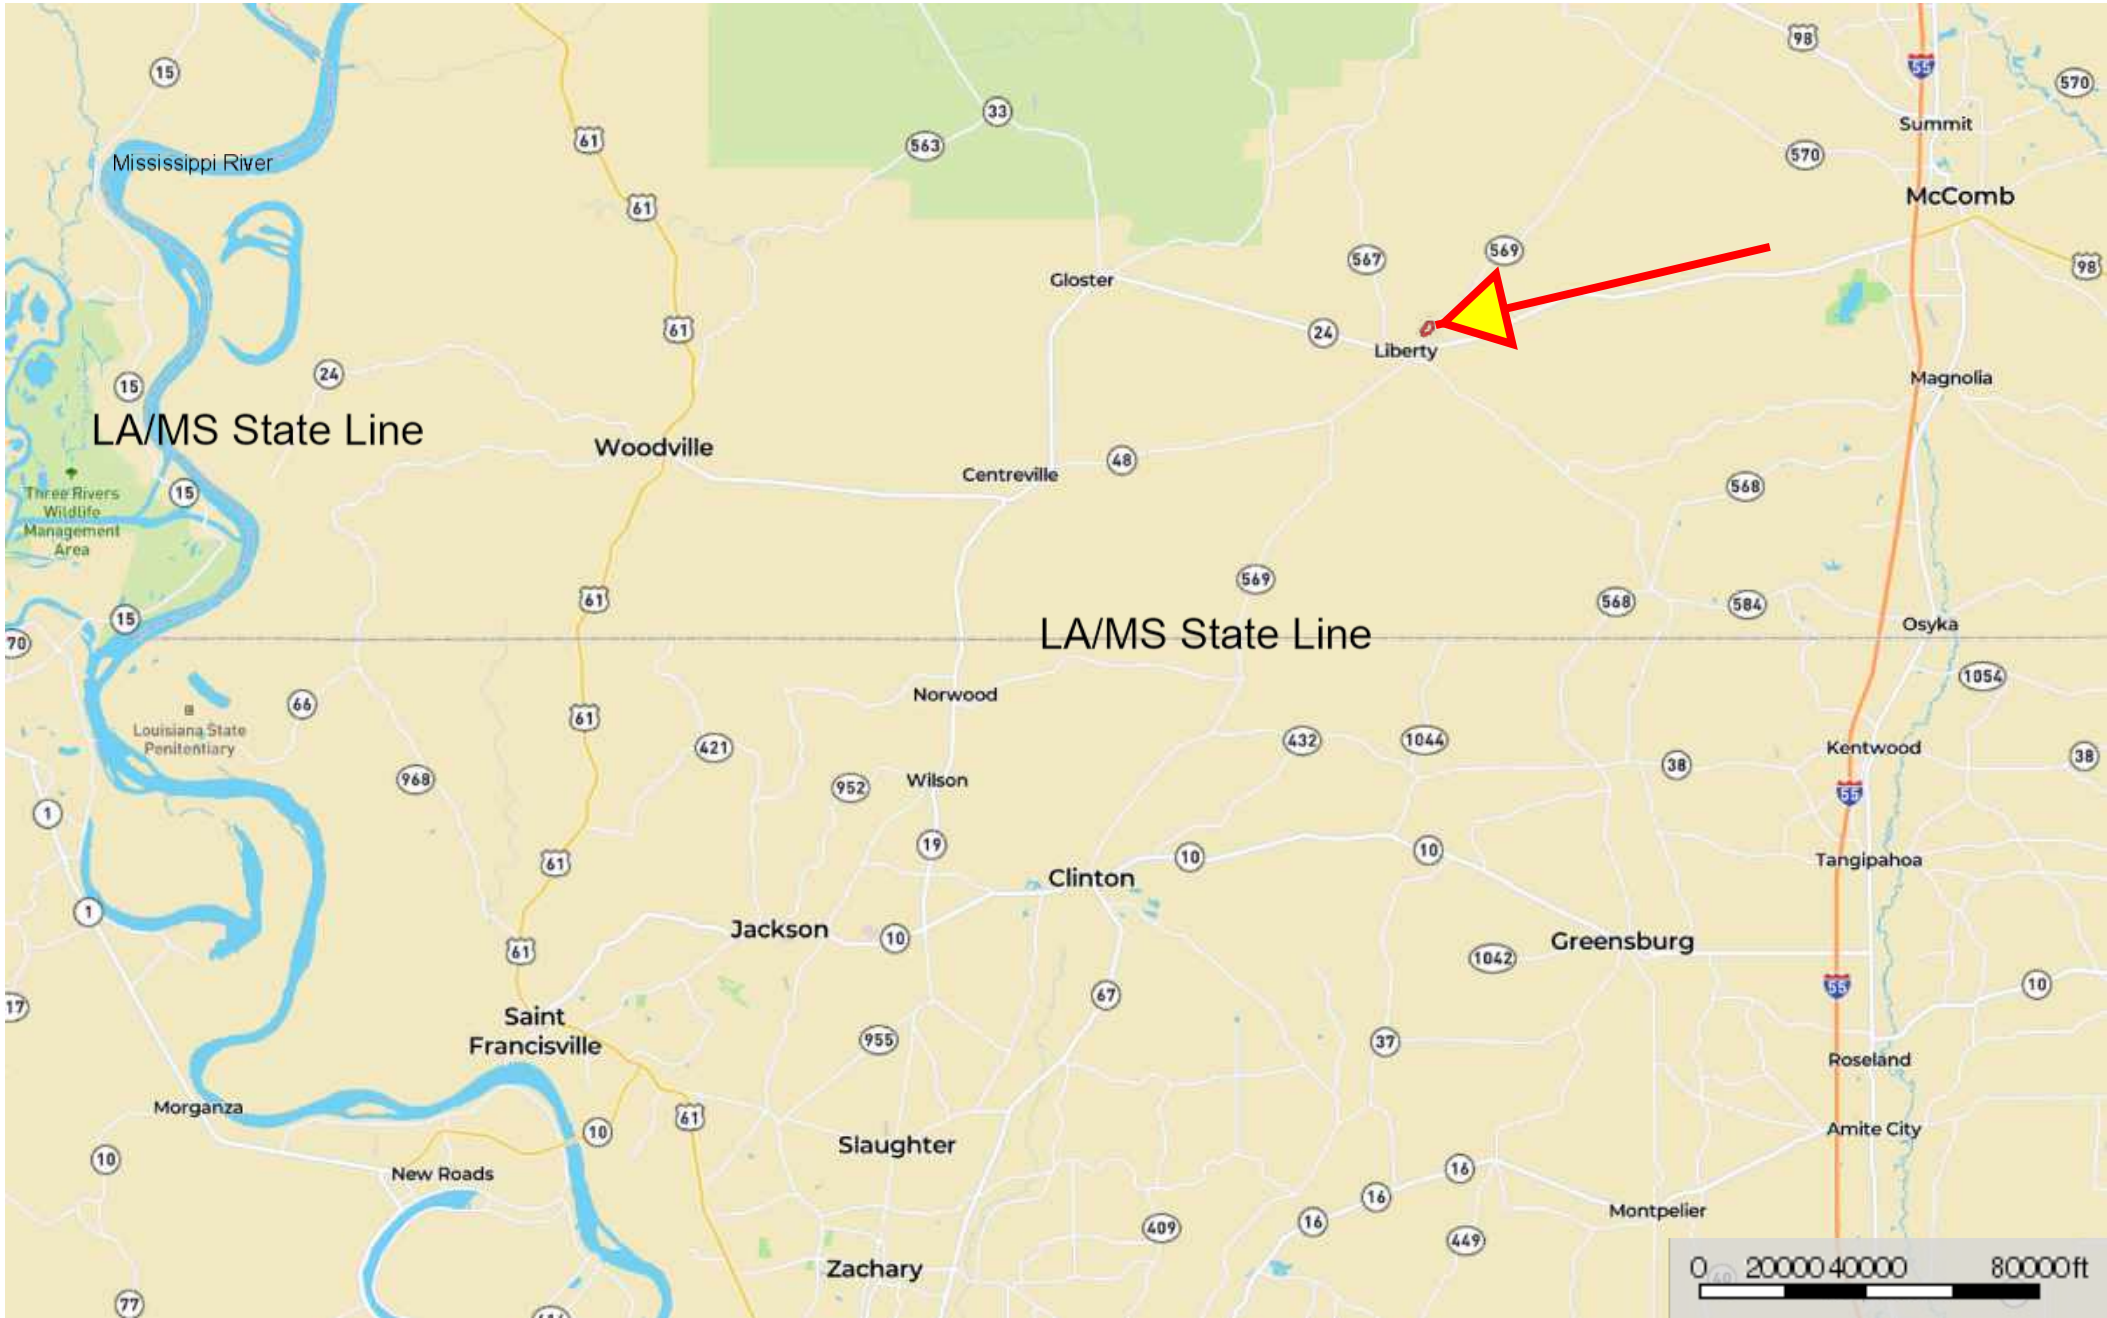 98
55
15
570
33
Summit
61
563
570
Mississippi River
McComb
61
569
567
98
Gloster
61
24
Liberty
24
Magnolia
15
LA/MS State Line
Woodville
48
Centreville
568
15
Three Rivers
Wildlife
Management
Area
569
61
568
584
15
Osyka
70
LA/MS State Line
1054
Norwood
66
61
Louisiana State
Penitentiary
421
432
1044
Kentwood
38
38
968
952
Wilson
55
1
19
10
10
61
Tangipahoa
Clinton
1
Jackson
10
Greensburg
61
1042
55
10
67
17
Saint
Francisville
955
37
Roseland
Morganza
61
10
Amite City
Slaughter
10
16
New Roads
16
Montpelier
16
409
449
Zachary
0 20000 40000 80000 ft
77